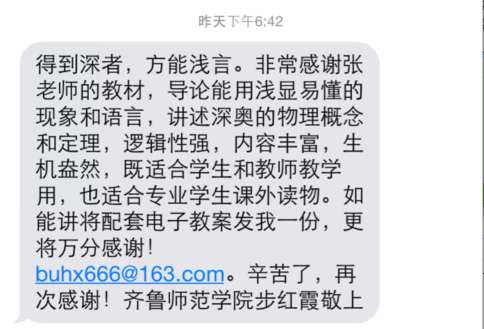 昨天下午6:42
得到深者，方能浅言。非常感谢张
老师的教材，导论能用浅显易懂的
现象和语言，讲述深奥的物理概念
和定理，逻辑性强，内容丰富，生
机盎然，既适合学生和教师教学
用，也适合专业学生课外读物。如
能讲将配套电子教案发我一份，更
将万分感谢！
buhx666@163.com。辛苦了，再
次感谢！齐鲁师范学院步红霞敬上